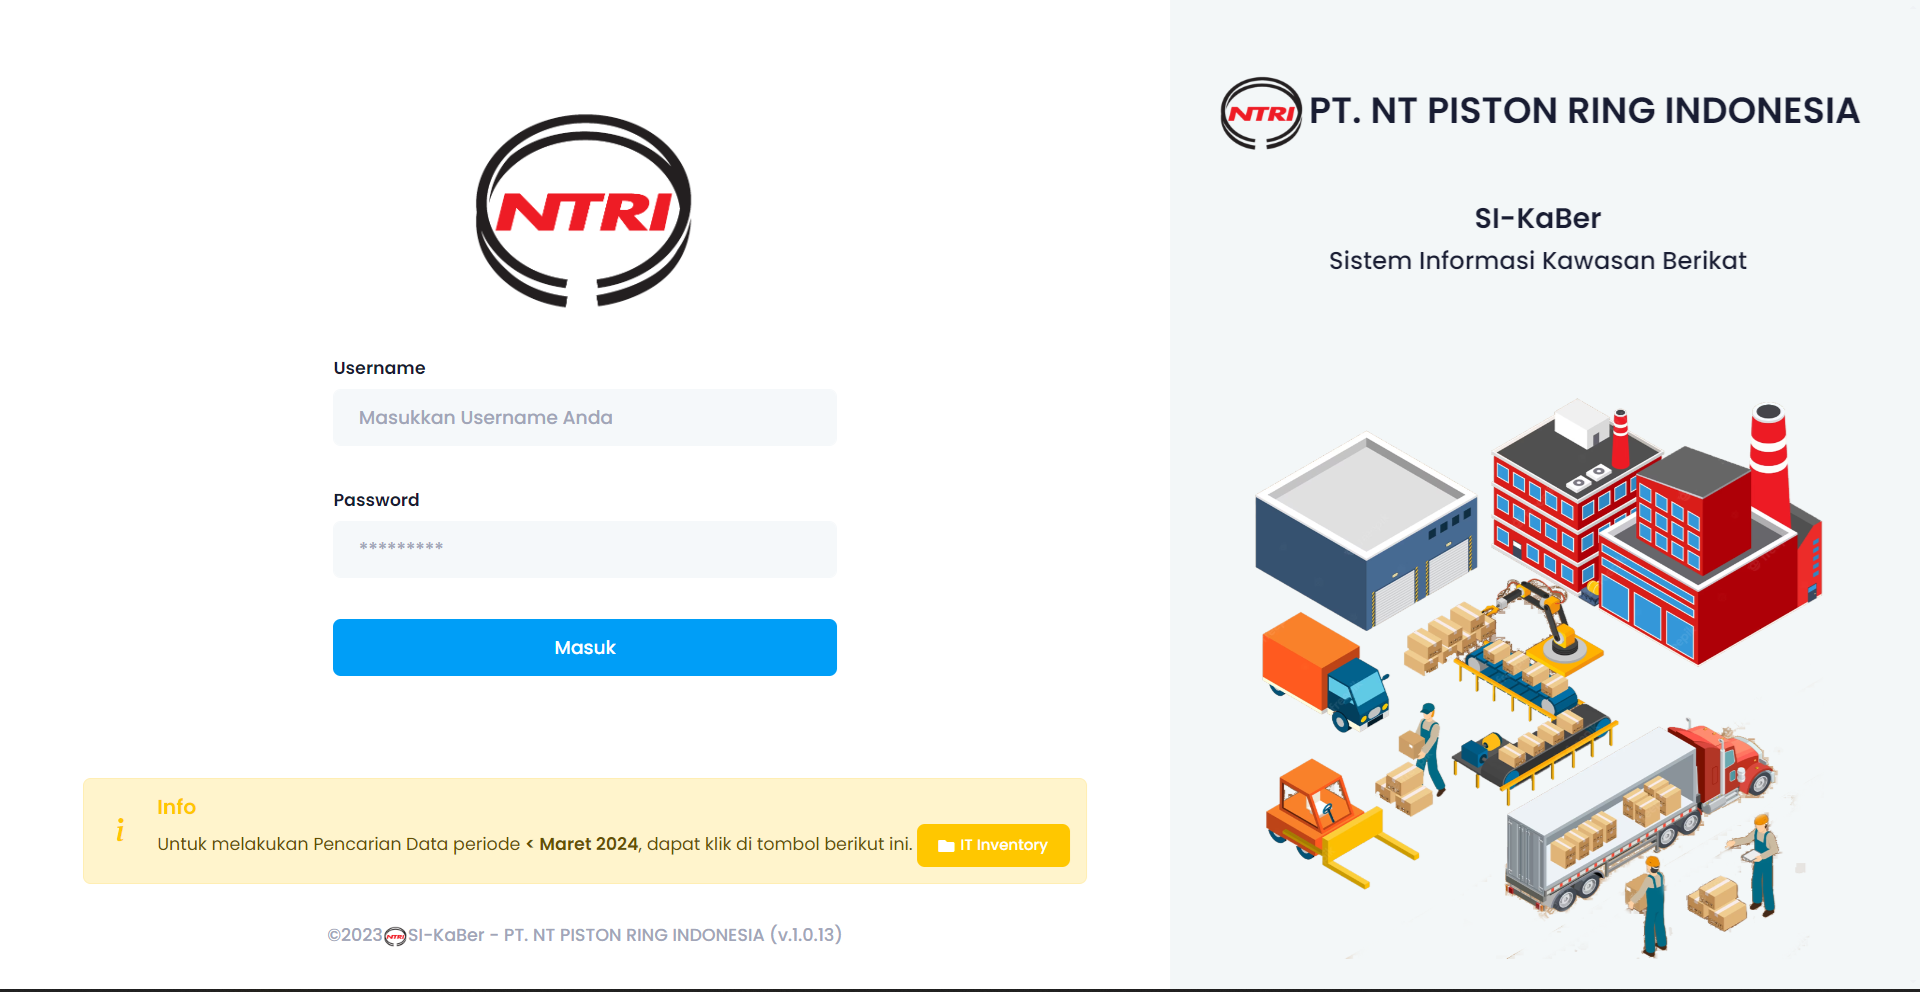 NTRI
Username
Masukkan Username Anda
Password
*********
Masuk
Info
Untuk melakukan Pencarian Data periode < Maret 2024, dapat klik di tombol berikut ini. IT Inventory
©2023 NTRI SI-KaBer - PT. NT PISTON RING INDONESIA (v.1.0.13)
NTRI PT. NT PISTON RING INDONESIA
SI-KaBer
Sistem Informasi Kawasan Berikat